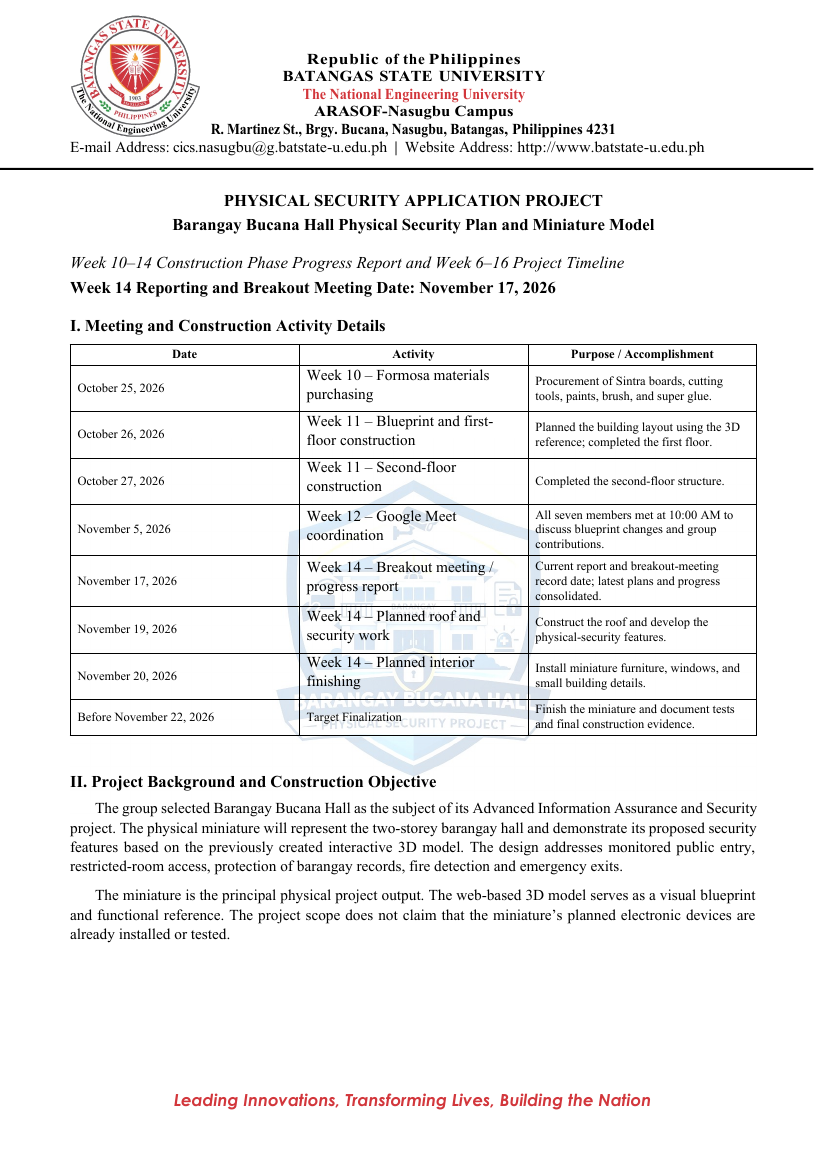 BATANGAS STATE UNIVERSITY
The National Engineering University
1903
PHILIPPINES
Republic of the Philippines
BATANGAS STATE UNIVERSITY
The National Engineering University
ARASOF-Nasugbu Campus
R. Martinez St., Brgy. Bucana, Nasugbu, Batangas, Philippines 4231
E-mail Address: cics.nasugbu@g.batstate-u.edu.ph | Website Address: http://www.batstate-u.edu.ph
PHYSICAL SECURITY APPLICATION PROJECT
Barangay Bucana Hall Physical Security Plan and Miniature Model
Week 10–14 Construction Phase Progress Report and Week 6–16 Project Timeline
Week 14 Reporting and Breakout Meeting Date: November 17, 2026
I. Meeting and Construction Activity Details
Date Activity Purpose / Accomplishment
October 25, 2026
Week 10 – Formosa materials
purchasing
Procurement of Sintra boards, cutting
tools, paints, brush, and super glue.
October 26, 2026
Week 11 – Blueprint and first-
floor construction
Planned the building layout using the 3D
reference; completed the first floor.
October 27, 2026
Week 11 – Second-floor
construction
Completed the second-floor structure.
November 5, 2026
Week 12 – Google Meet
coordination
All seven members met at 10:00 AM to
discuss blueprint changes and group
contributions.
November 17, 2026
Week 14 – Breakout meeting /
progress report
Current report and breakout-meeting
record date; latest plans and progress
consolidated.
November 19, 2026
Week 14 – Planned roof and
security work
Construct the roof and develop the
physical-security features.
November 20, 2026
Week 14 – Planned interior
finishing
Install miniature furniture, windows, and
small building details.
Before November 22, 2026
Target Finalization
Finish the miniature and document tests
and final construction evidence.
BARANGAY BUCANA HALL
PHYSICAL SECURITY PROJECT
II. Project Background and Construction Objective
The group selected Barangay Bucana Hall as the subject of its Advanced Information Assurance and Security
project. The physical miniature will represent the two-storey barangay hall and demonstrate its proposed security
features based on the previously created interactive 3D model. The design addresses monitored public entry,
restricted-room access, protection of barangay records, fire detection and emergency exits.
The miniature is the principal physical project output. The web-based 3D model serves as a visual blueprint
and functional reference. The project scope does not claim that the miniature’s planned electronic devices are
already installed or tested.
Leading Innovations, Transforming Lives, Building the Nation